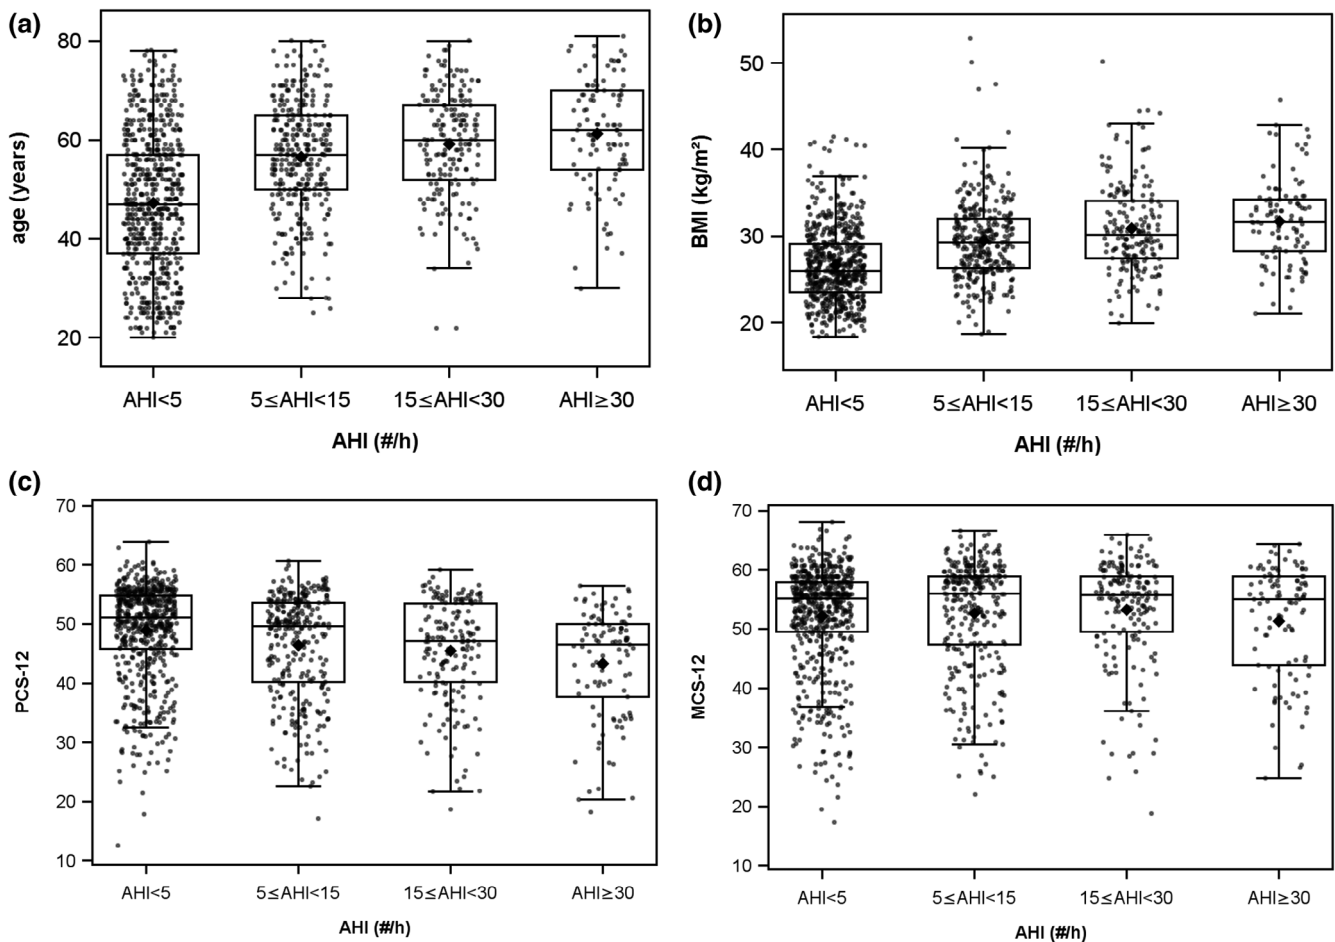 (a)
age (years)
80
60
40
20
AHI<5
5≤AHI<15
15≤AHI<30
AHI≥30
AHI (#/h)
(b)
BMI (kg/m²)
50
40
30
20
AHI<5
5≤AHI<15
15≤AHI<30
AHI≥30
AHI (#/h)
(c)
PCS-12
70
60
50
40
30
20
10
AHI<5
5≤AHI<15
15≤AHI<30
AHI≥30
AHI (#/h)
(d)
MCS-12
70
60
50
40
30
20
10
AHI<5
5≤AHI<15
15≤AHI<30
AHI≥30
AHI (#/h)